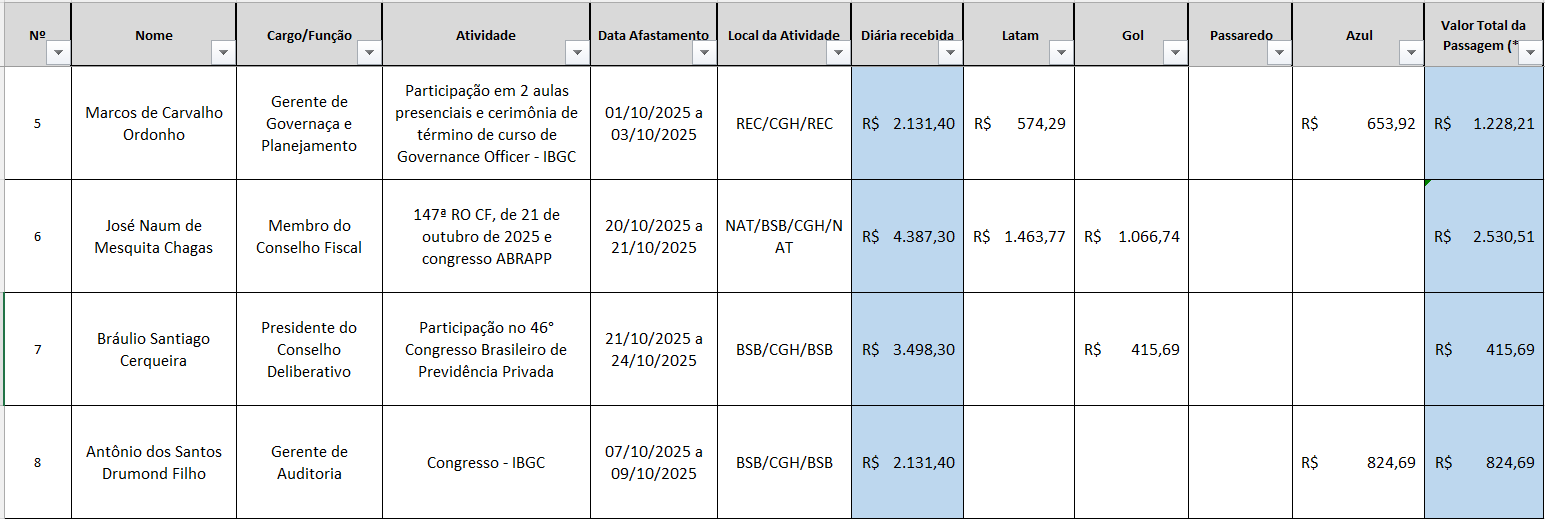 Nº Nome Cargo/Função Atividade Data Afastamento Local da Atividade Diária recebida Latam Gol Passaredo Azul Valor Total da
Passagem (*
5
Marcos de Carvalho
Ordonho
Gerente de
Governaça e
Planejamento
Participação em 2 aulas
presenciais e cerimônia de
término de curso de
Governance Officer - IBGC
01/10/2025 a
03/10/2025
REC/CGH/REC
R$ 2.131,40
R$ 574,29
R$ 653,92
R$ 1.228,21
6
José Naum de
Mesquita Chagas
Membro do
Conselho Fiscal
147ª RO CF, de 21 de
outubro de 2025 e
congresso ABRAPP
20/10/2025 a
21/10/2025
NAT/BSB/CGH/N
AT
R$ 4.387,30
R$ 1.463,77
R$ 1.066,74
R$ 2.530,51
7
Bráulio Santiago
Cerqueira
Presidente do
Conselho
Deliberativo
Participação no 46°
Congresso Brasileiro de
Previdência Privada
21/10/2025 a
24/10/2025
BSB/CGH/BSB
R$ 3.498,30
R$ 415,69
R$ 415,69
8
Antônio dos Santos
Drumond Filho
Gerente de
Auditoria
Congresso - IBGC
07/10/2025 a
09/10/2025
BSB/CGH/BSB
R$ 2.131,40
R$ 824,69
R$ 824,69